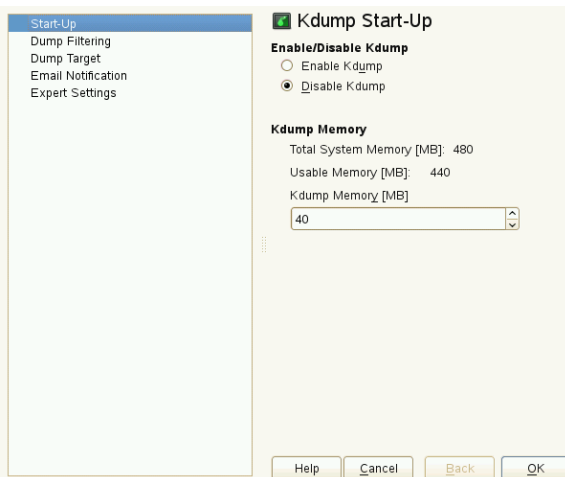 Start-Up
Dump Filtering
Dump Target
Email Notification
Expert Settings
Kdump Start-Up
Enable/Disable Kdump
Enable Kdump
Disable Kdump
Kdump Memory
Total System Memory [MB]: 480
Usable Memory [MB]: 440
Kdump Memory [MB]
40
Help Cancel Back OK